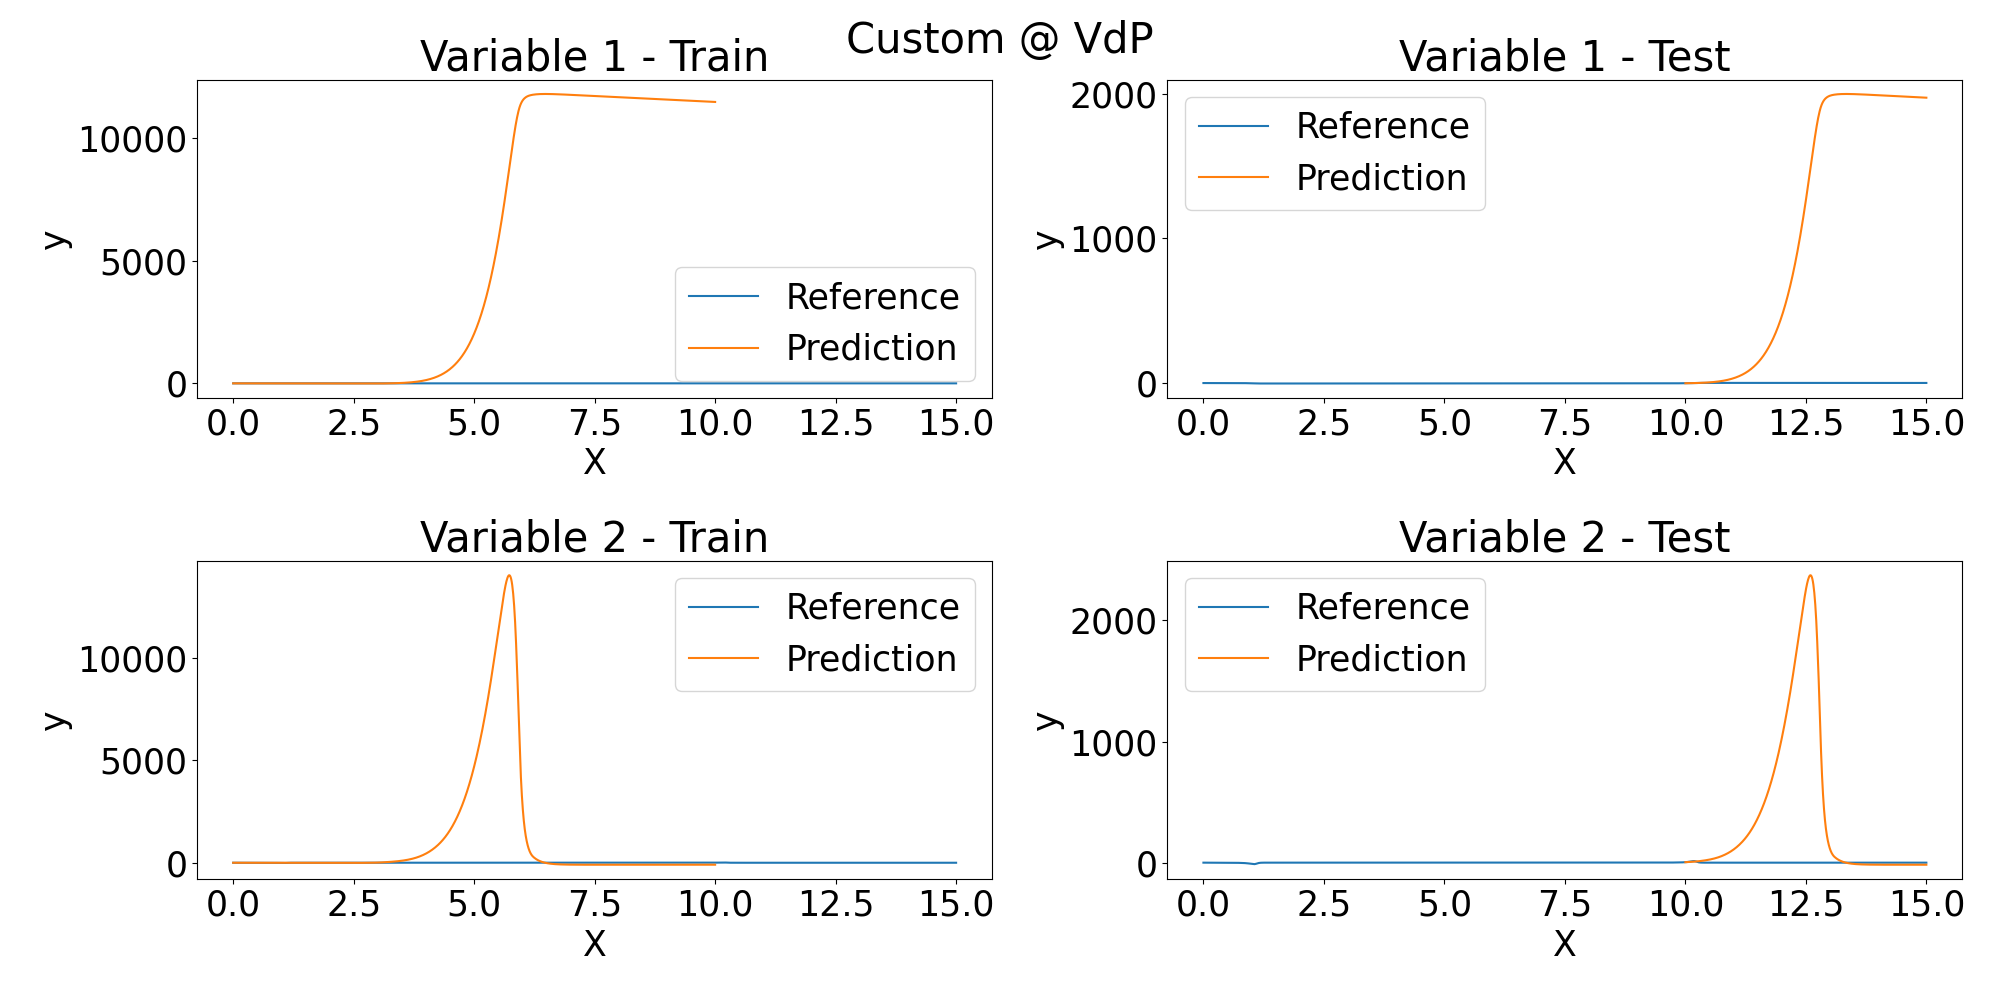 Custom @ VdP
Variable 1 - Train
10000
5000
0
y
Reference
Prediction
0.0 2.5 5.0 7.5 10.0 12.5 15.0
X
Variable 1 - Test
2000
1000
0
y
Reference
Prediction
0.0 2.5 5.0 7.5 10.0 12.5 15.0
X
Variable 2 - Train
10000
5000
0
y
Reference
Prediction
0.0 2.5 5.0 7.5 10.0 12.5 15.0
X
Variable 2 - Test
2000
1000
0
y
Reference
Prediction
0.0 2.5 5.0 7.5 10.0 12.5 15.0
X